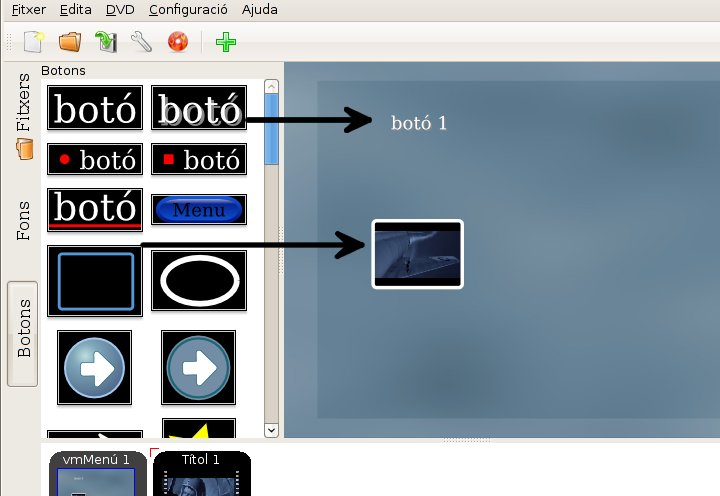 Fitxer Edita DVD Configuració Ajuda
Botons
Fitxers
Fons
Botons
botó botó
botó botó
botó Menu
botó 1
vmMenú 1 Títol 1